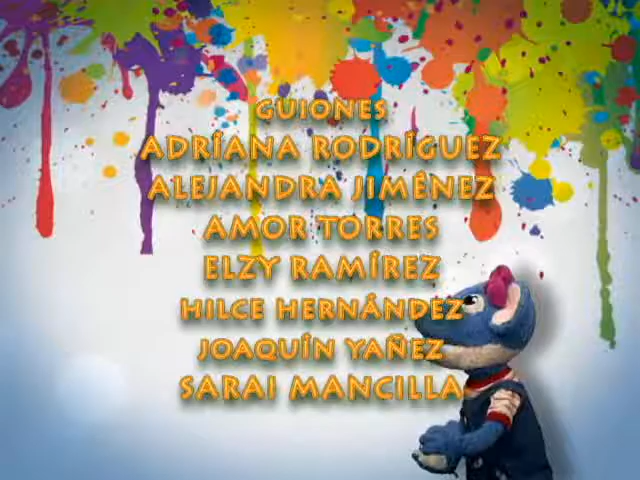 GUIONES
ADRÍANA RODRÍGUEZ
ALEJANDRA JIMÉNEZ
AMOR TORRES
ELZY RAMÍREZ
HILCE HERNÁNDEZ
JOAQUÍN YAÑEZ
SARAI MANCILLA